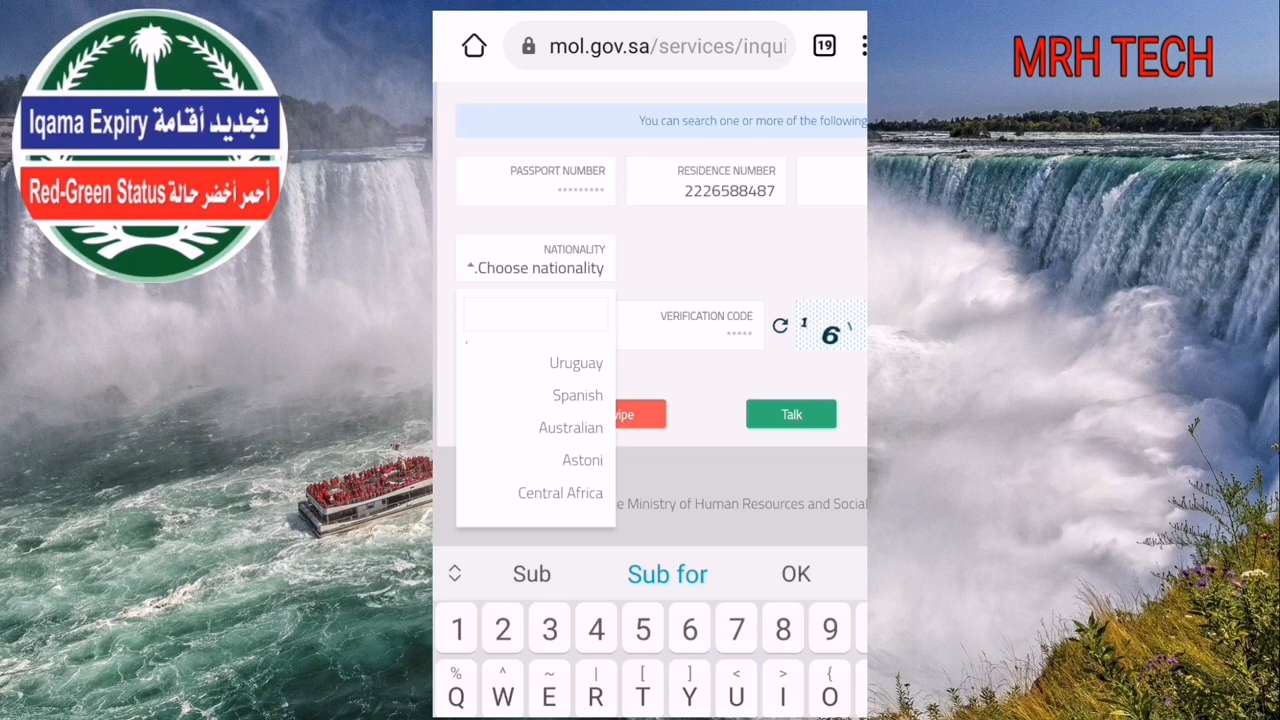 تجديد أقامة Iqama Expiry
أحمر أخضر حالة Red-Green Status
MRH TECH
mol.gov.sa/services/inqui
19
You can search one or more of the following
PASSPORT NUMBER
*********
RESIDENCE NUMBER
2226588487
NATIONALITY
.Choose nationality
Uruguay
Spanish
Australian
Astoni
Central Africa
VERIFICATION CODE
*****
1 6 \
ipe
Talk
e Ministry of Human Resources and Social
Sub
Sub for
OK
1 2 3 4 5 6 7 8 9
% ^ ~ | [ ] < > {
Q W E R T Y U I O